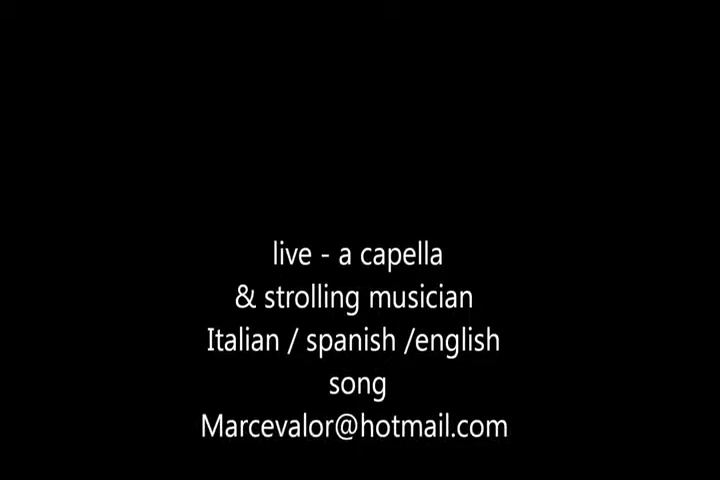 live - a capella
& strolling musician
Italian / spanish /english
song
Marcevalor@hotmail.com